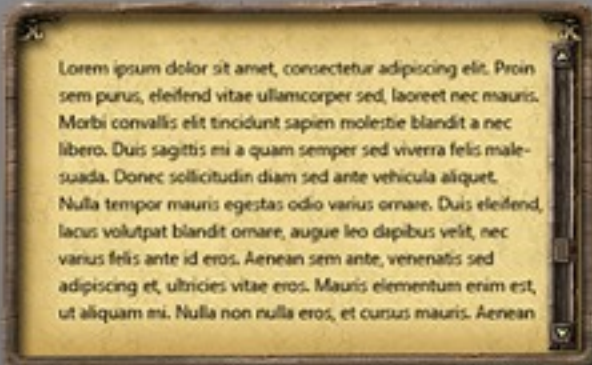 Lorem ipsum dolor sit amet, consectetur adipiscing elit. Proin
sem purus, eleifend vitae ullamcorper sed, laoreet nec mauris.
Morbi convallis elit tincidunt sapien molestie blandit a nec
libero. Duis sagittis mi a quam semper sed viverra felis male-
suada. Donec sollicitudin diam sed ante vehicula aliquet.
Nulla tempor mauris egestas odio varius ornare. Duis eleifend,
lacus volutpat blandit ornare, augue leo dapibus velit, nec
varius felis ante id eros. Aenean sem ante, venenatis sed
adipiscing et, ultricies vitae eros. Mauris elementum enim est,
ut aliquam mi. Nulla non nulla eros, et cursus mauris. Aenean